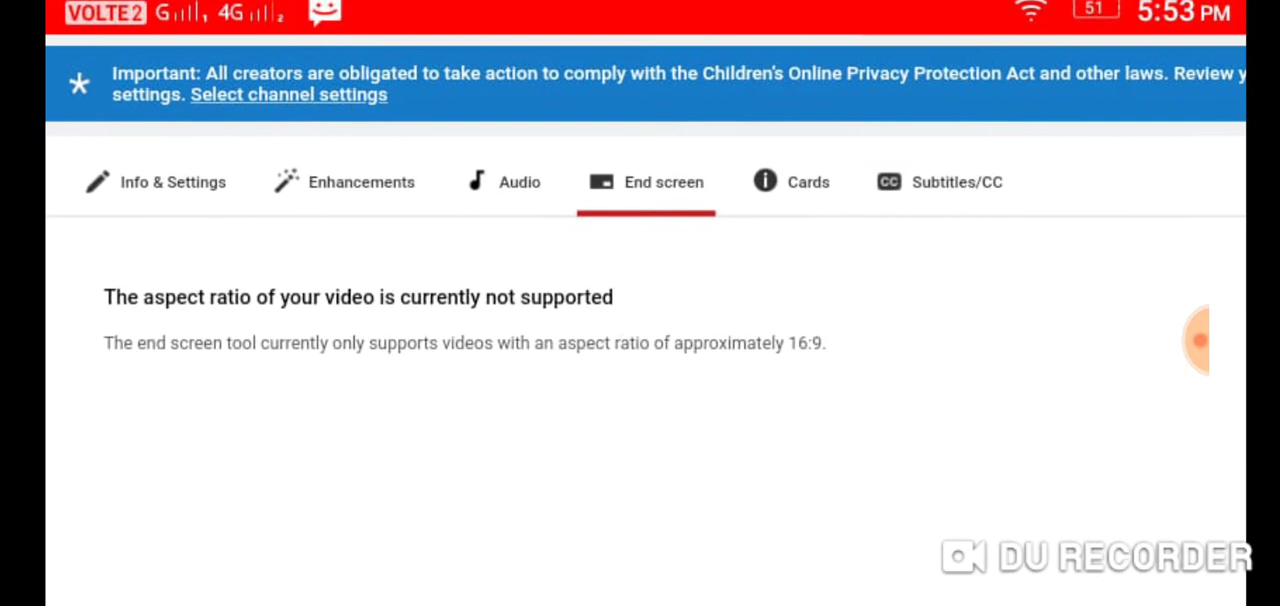 VOLTE2 G 1 4G 2 51 5:53 PM
Important: All creators are obligated to take action to comply with the Children's Online Privacy Protection Act and other laws. Review y
settings. Select channel settings
Info & Settings Enhancements Audio End screen i Cards CC Subtitles/CC
The aspect ratio of your video is currently not supported
The end screen tool currently only supports videos with an aspect ratio of approximately 16:9.
DU RECORDER